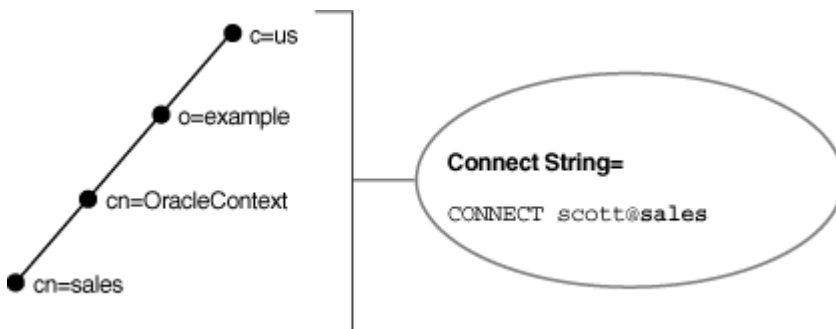 c=us
o=example
cn=OracleContext
cn=sales
Connect String=
CONNECT scott@sales